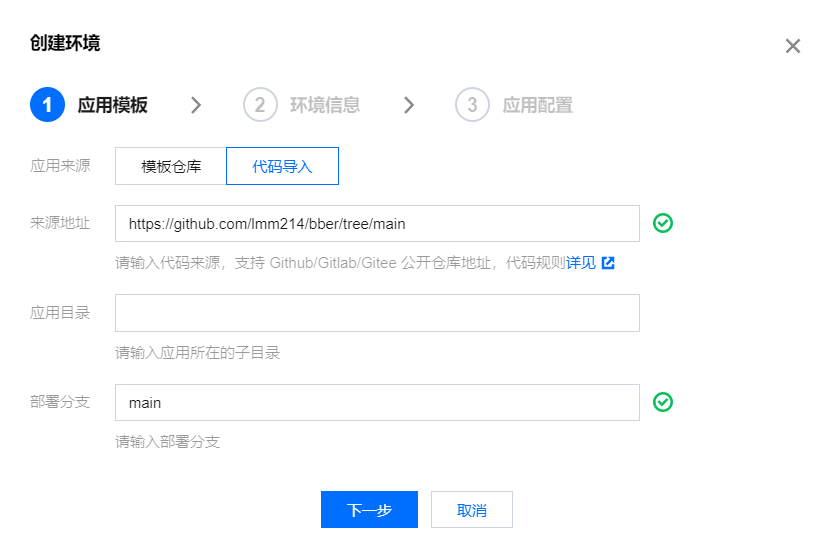 创建环境
1 应用模板 2 环境信息 3 应用配置
应用来源 模板仓库 代码导入
来源地址 https://github.com/lmm214/bber/tree/main
请输入代码来源，支持 Github/Gitlab/Gitee 公开仓库地址，代码规则详见
应用目录
请输入应用所在的子目录
部署分支 main
请输入部署分支
下一步 取消